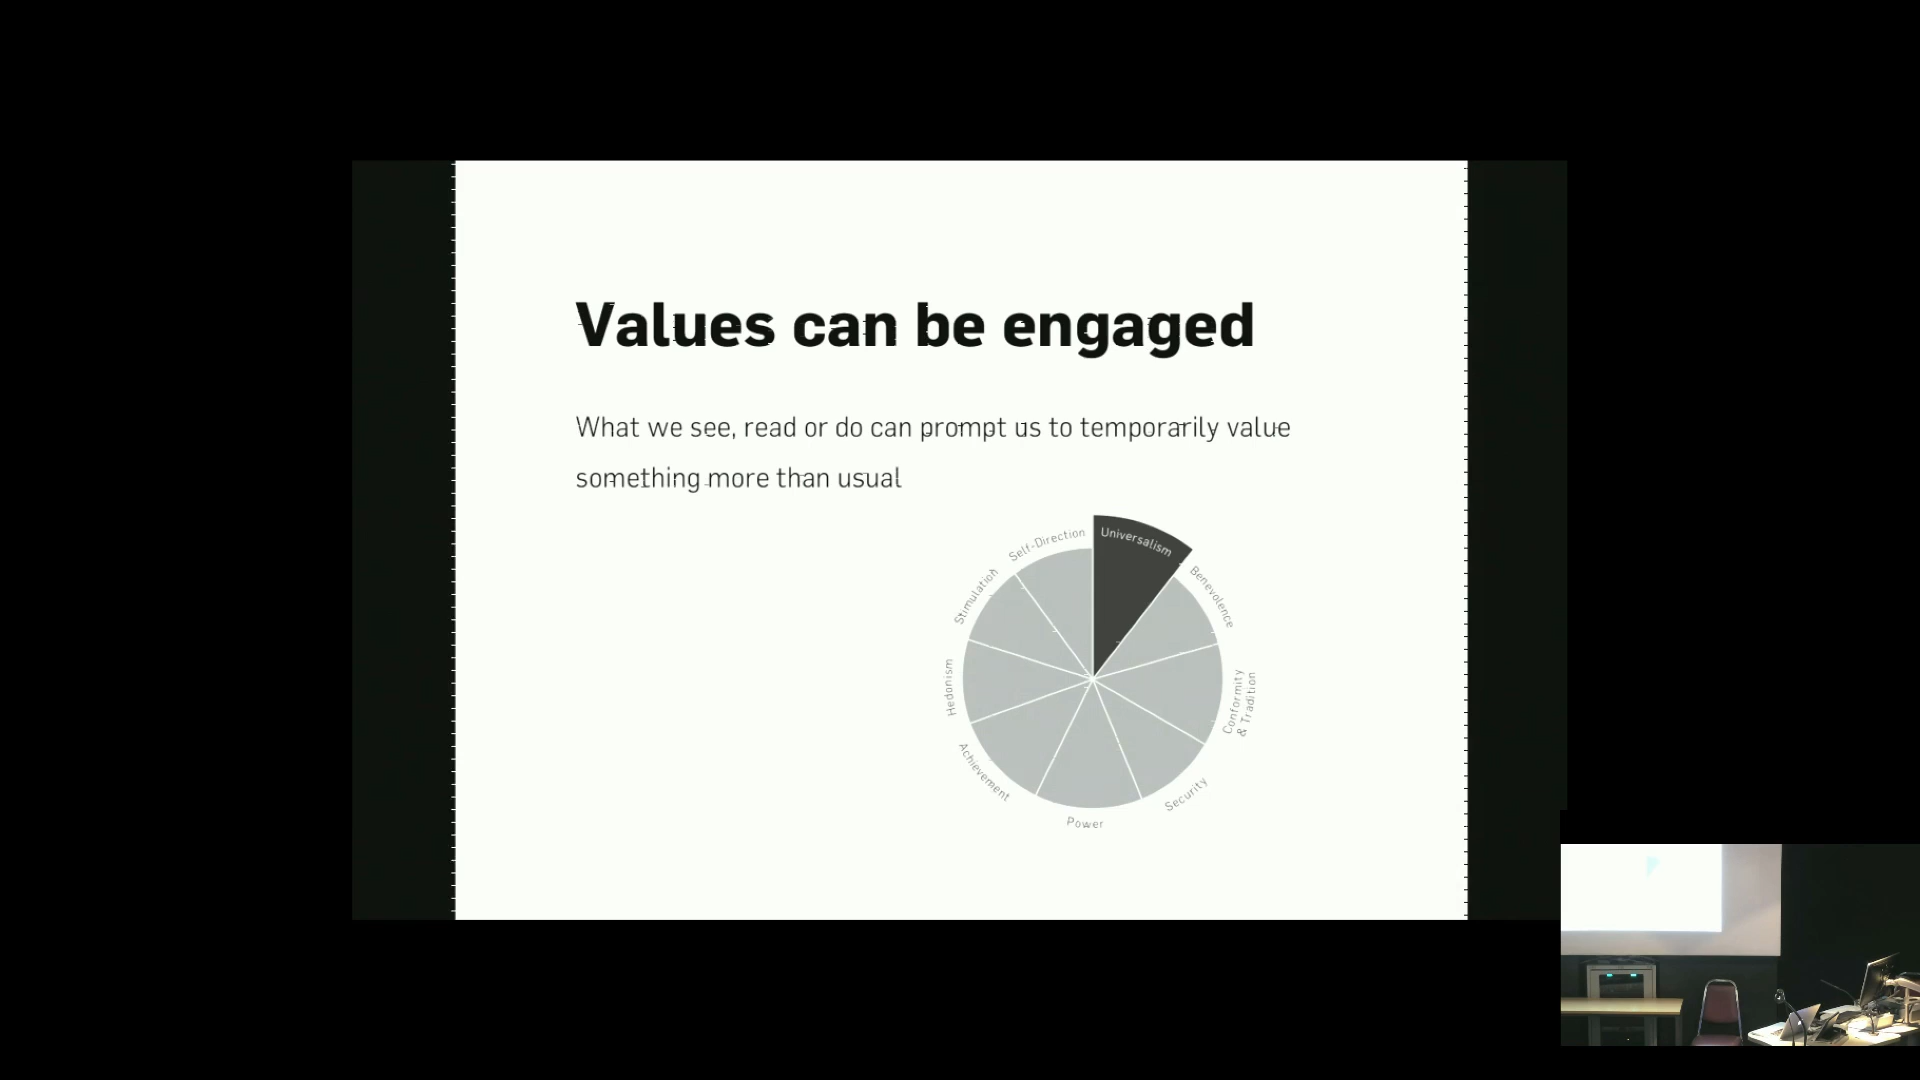 Values can be engaged
What we see, read or do can prompt us to temporarily value
something more than usual
Self-Direction
Universalism
Stimulation
Benevolence
Hedonism
Conformity
& Tradition
Achievement
Security
Power